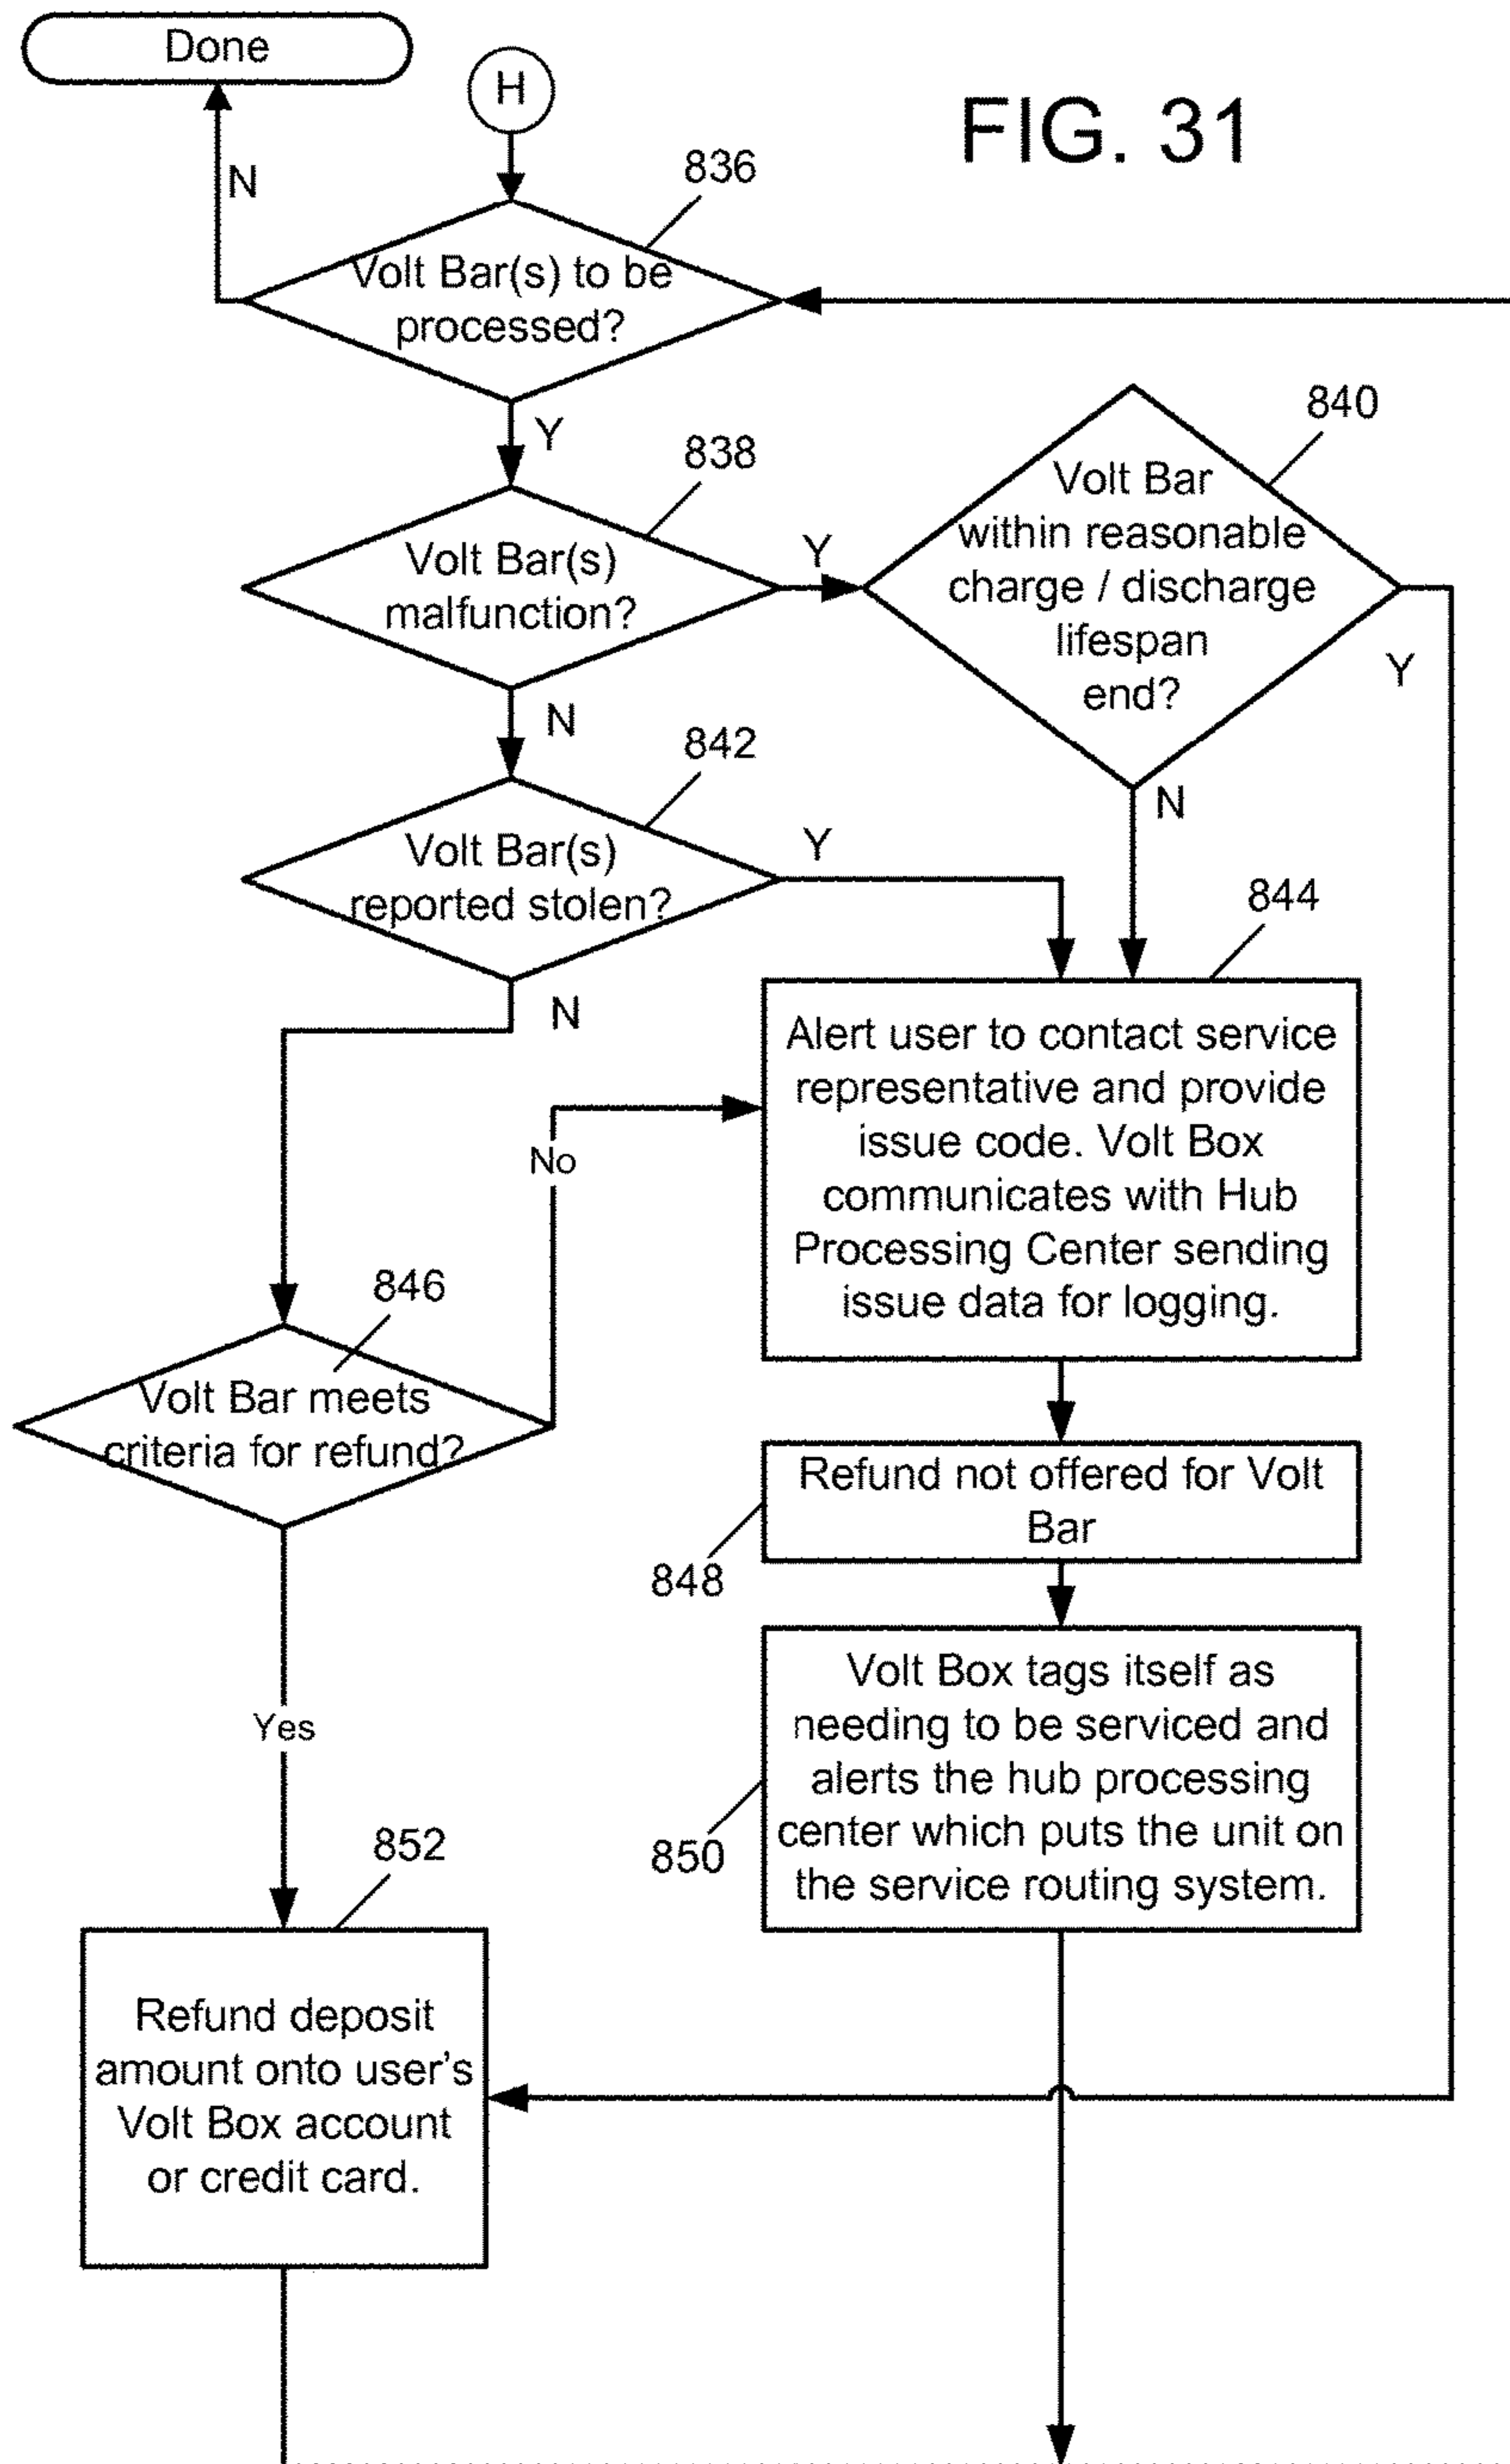 Done
H
FIG. 31
N
836
Volt Bar(s) to be
processed?
Y
838
840
Volt Bar(s)
malfunction?
Y
Volt Bar
within reasonable
charge / discharge
lifespan
end?
Y
N
842
N
Volt Bar(s)
reported stolen?
Y
844
N
Alert user to contact service
representative and provide
issue code. Volt Box
communicates with Hub
Processing Center sending
issue data for logging.
No
846
Volt Bar meets
criteria for refund?
Refund not offered for Volt
Bar
848
Yes
Volt Box tags itself as
needing to be serviced and
alerts the hub processing
center which puts the unit on
the service routing system.
850
852
Refund deposit
amount onto user's
Volt Box account
or credit card.